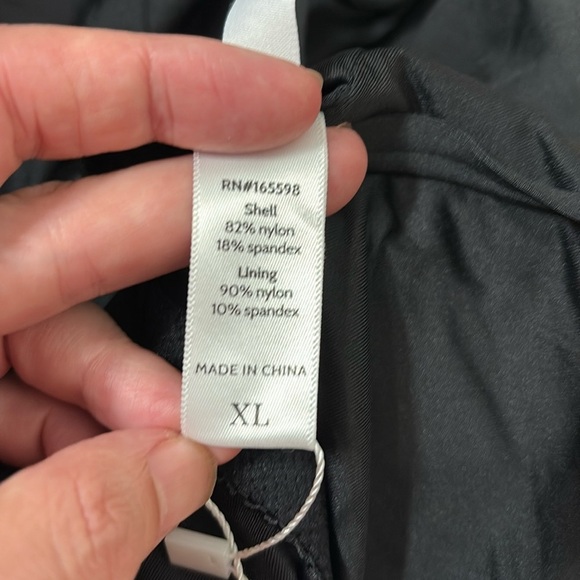 RN#165598
Shell
82% nylon
18% spandex
Lining
90% nylon
10% spandex
MADE IN CHINA
XL